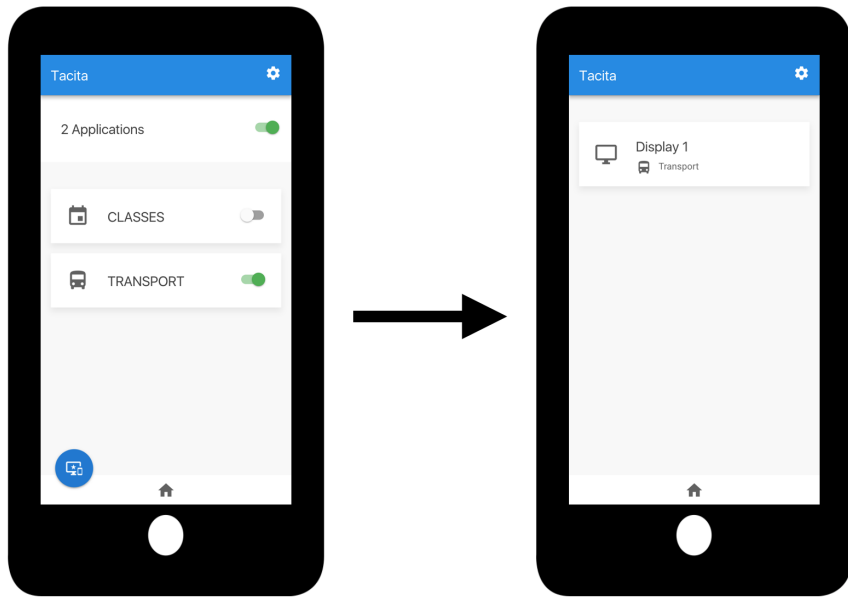 Tacita
2 Applications
CLASSES
TRANSPORT
Tacita
Display 1
Transport